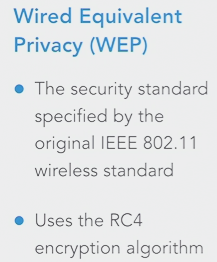 Wired Equivalent
Privacy (WEP)
• The security standard
specified by the
original IEEE 802.11
wireless standard
• Uses the RC4
encryption algorithm